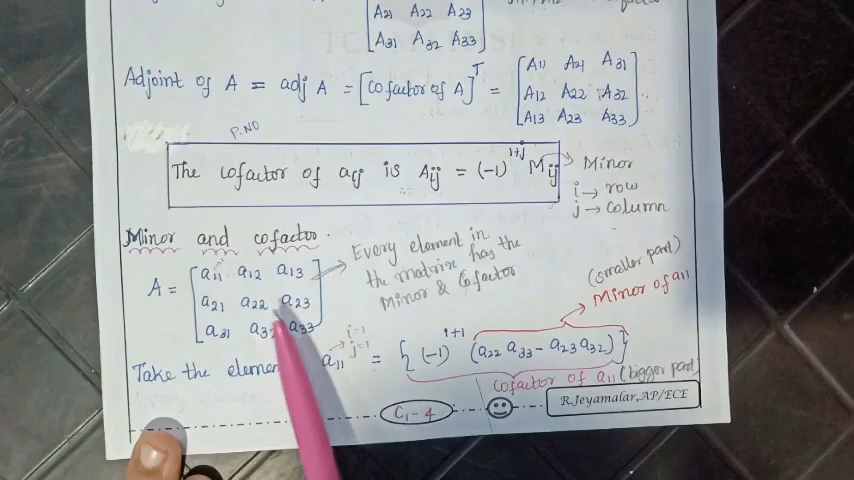 A21 A22 A23
A31 A32 A33
Adjoint of A = adj A = [cofactor of A]^T = [A11 A21 A31
A12 A22 A32
A13 A23 A33]
P.NO
The cofactor of aij is Aij = (-1)^i+j Mij → Minor
i → row
j → column
Minor and cofactor.
A = [a11 a12 a13
a21 a22 a23
a31 a32 a33]
Every element in
the matrix has the
Minor & Cofactor
(smaller part)
Minor of a11
i=1
j=1
Take the element a11 = {(-1)^1+1 (a22 a33 - a23 a32)}
cofactor of a11 (bigger part)
C1-4
R.Jeyamalar,AP/ECE